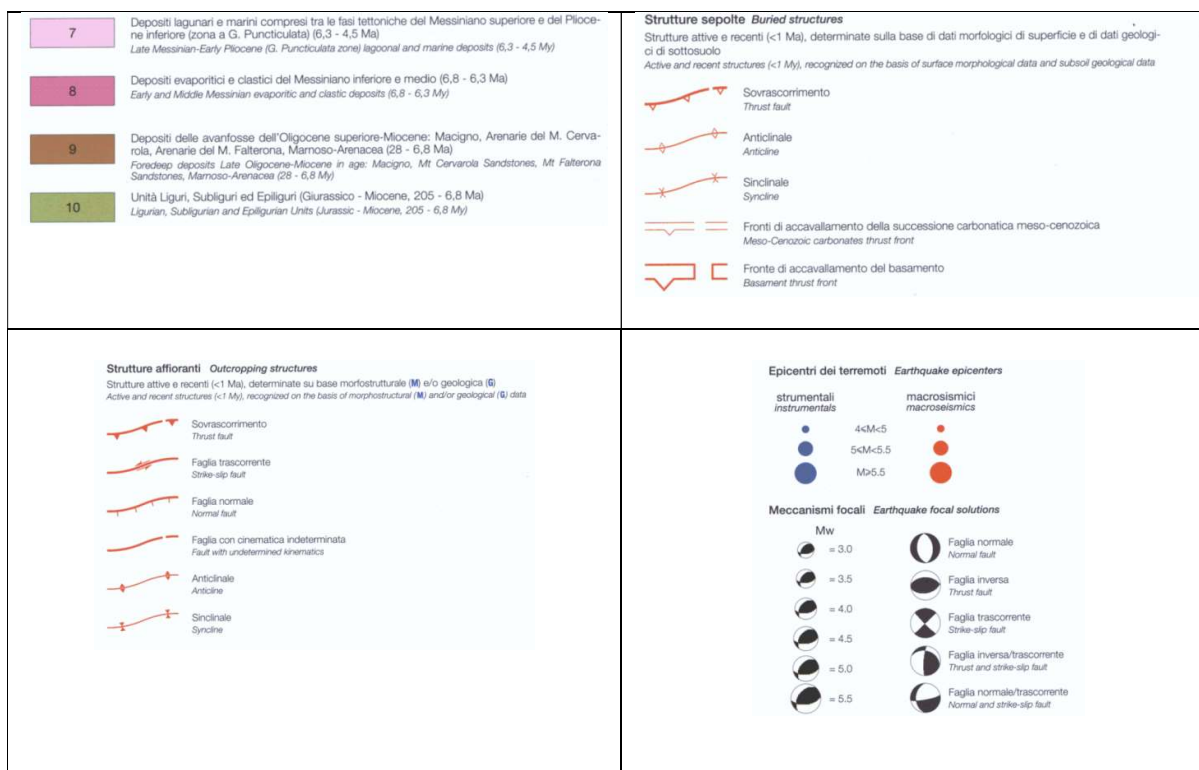 7
Depositi lagunari e marini compresi tra le fasi tettoniche del Messiniano superiore e del Pliocene-
ne inferiore (zona a G. Puncticulata) (6,3 - 4,5 Ma)
Late Messinian-Early Pliocene (G. Puncticulata zone) lagoonal and marine deposits (6,3 - 4,5 My)
8
Depositi evaporitici e clastici del Messiniano inferiore e medio (6,8 - 6,3 Ma)
Early and Middle Messinian evaporitic and clastic deposits (6,8 - 6,3 My)
9
Depositi delle avanfosse dell'Oligocene superiore-Miocene: Macigno, Arenarie del M. Cerva-
rola, Arenarie del M. Falterona, Marnoso-Arenacea (28 - 6,8 Ma)
Foredeep deposits Late Oligocene-Miocene in age: Macigno, Mt Cervarola Sandstones, Mt Falterona
Sandstones, Marnoso-Arenacea (28 - 6,8 My)
10
Unità Liguri, Subliguri ed Epiliguri (Giurassico - Miocene, 205 - 6,8 Ma)
Ligurian, Subligurian and Epiligurian Units (Jurassic - Miocene, 205 - 6,8 My)
Strutture sepolte Buried structures
Strutture attive e recenti (<1 Ma), determinate sulla base di dati morfologici di superficie e di dati geologi-
ci di sottosuolo
Active and recent structures (<1 My), recognized on the basis of surface morphological data and subsoil geological data
Sovrascorrimento
Thrust fault
Anticlinale
Anticline
Sinclinale
Syncline
Fronti di accavallamento della successione carbonatica meso-cenozoica
Meso-Cenozoic carbonates thrust front
Fronte di accavallamento del basamento
Basament thrust front
Strutture affioranti Outcropping structures
Strutture attive e recenti (<1 Ma), determinate su base morfostrutturale (M) e/o geologica (G)
Active and recent structures (<1 My), recognized on the basis of morphostructural (M) and/or geological (G) data
Sovrascorrimento
Thrust fault
Faglia trascorrente
Strike-slip fault
Faglia normale
Normal fault
Faglia con cinematica indeterminata
Fault with undetermined kinematics
Anticlinale
Anticline
Sinclinale
Syncline
Epicentri dei terremoti Earthquake epicenters
strumentali macrosismici
instrumentals macroseismics
4≤M<5
5≤M<5.5
M≥5.5
Meccanismi focali Earthquake focal solutions
Mw
= 3.0
= 3.5
= 4.0
= 4.5
= 5.0
= 5.5
Faglia normale
Normal fault
Faglia inversa
Thrust fault
Faglia trascorrente
Strike-slip fault
Faglia inversa/trascorrente
Thrust and strike-slip fault
Faglia normale/trascorrente
Normal and strike-slip fault